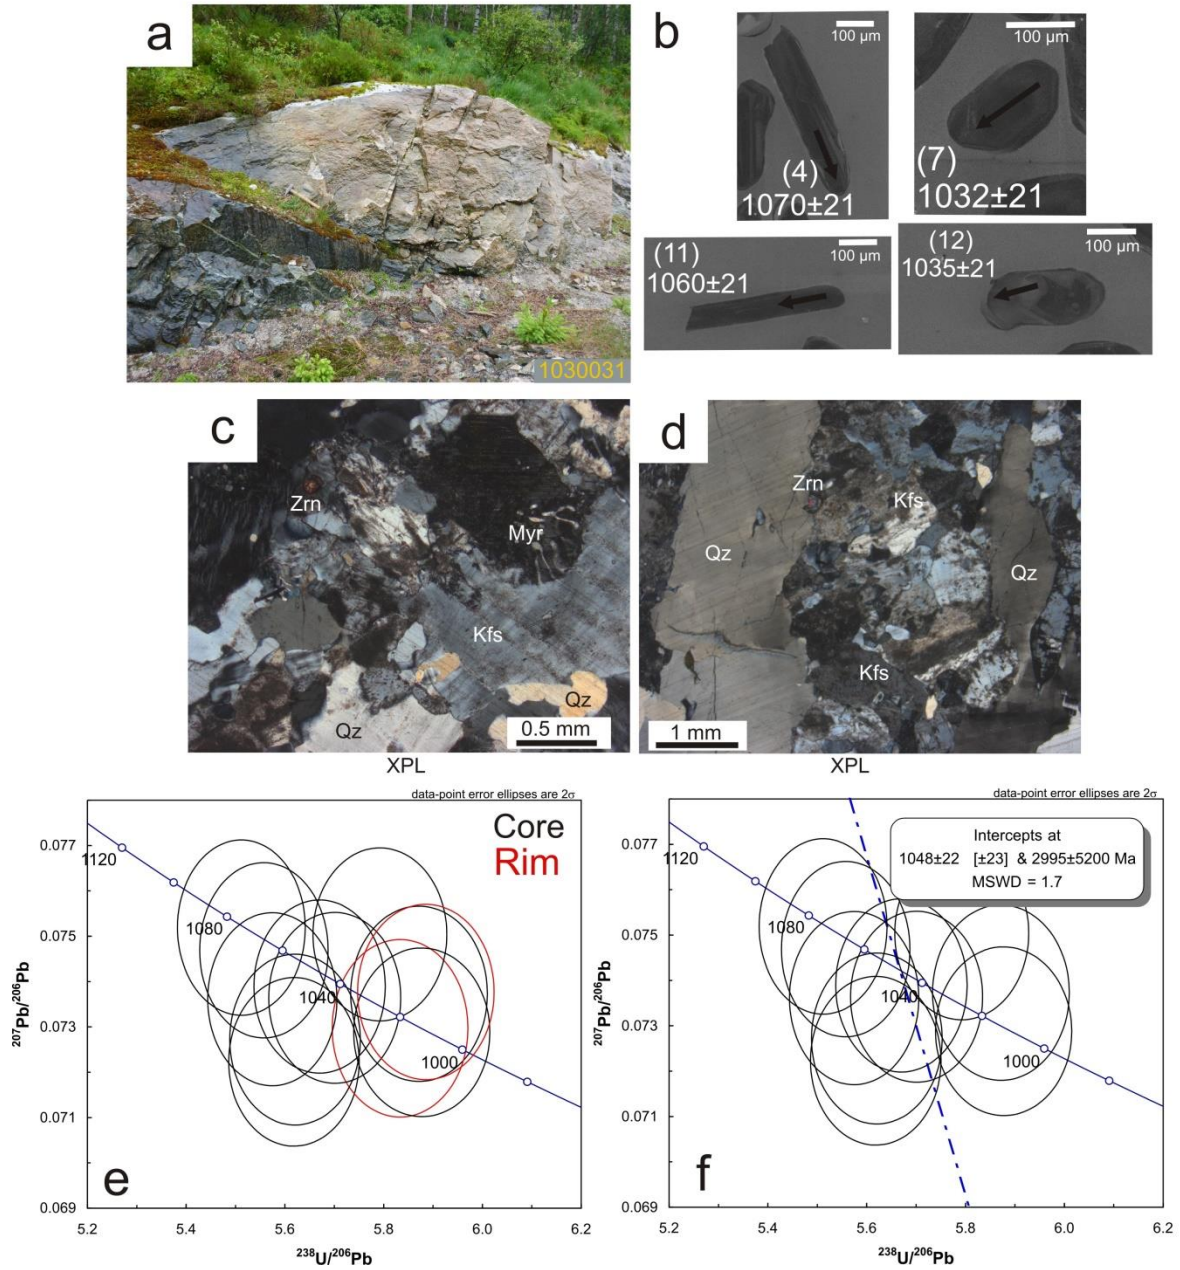 a
1030031
b
100 µm
(4)
1070±21
100 µm
(7)
1032±21
(11)
1060±21
100 µm
(12)
1035±21
100 µm
c
Zrn
Myr
Kfs
Qz
Qz
0.5 mm
XPL
d
Zrn
Kfs
Qz
Qz
Kfs
1 mm
XPL
data-point error ellipses are 2σ
Core
Rim
0.077
0.075
0.073
0.071
0.069
²⁰⁷Pb/²⁰⁶Pb
1120
1080
1040
1000
e
5.2 5.4 5.6 5.8 6.0 6.2
²³⁸U/²⁰⁶Pb
data-point error ellipses are 2σ
Intercepts at
1048±22 [±23] & 2995±5200 Ma
MSWD = 1.7
0.077
0.075
0.073
0.071
0.069
²⁰⁷Pb/²⁰⁶Pb
1120
1080
1040
1000
f
5.2 5.4 5.6 5.8 6.0 6.2
²³⁸U/²⁰⁶Pb